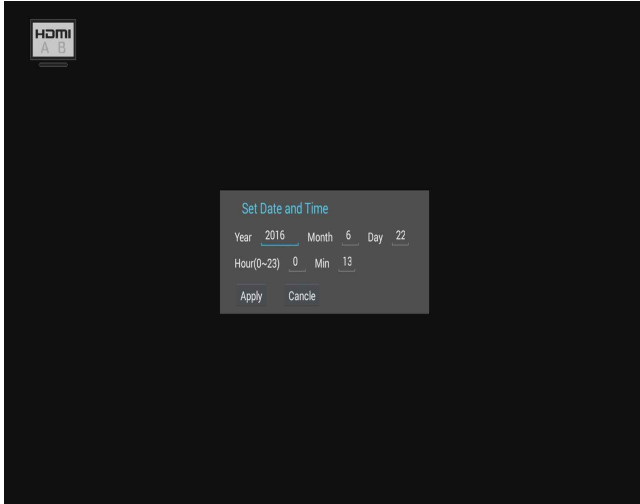 HDMI
A B
Set Date and Time
Year 2016 Month 6 Day 22
Hour(0~23) 0 Min 13
Apply Cancle